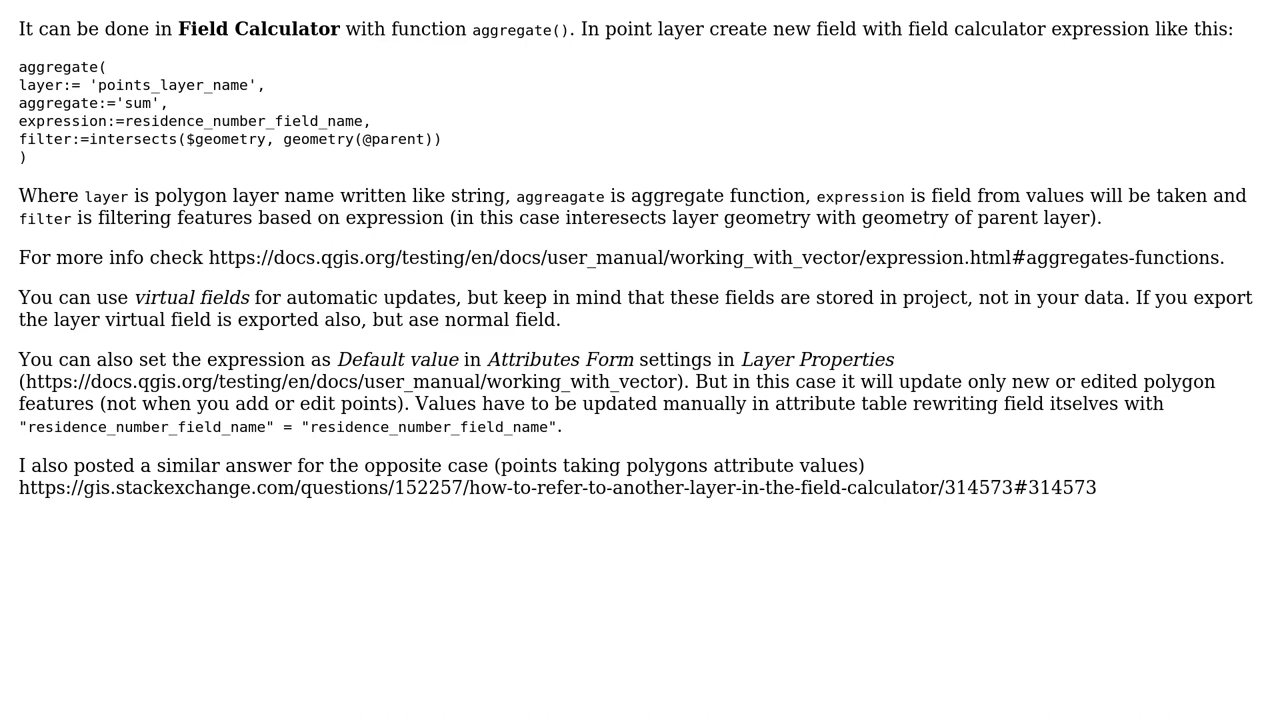 It can be done in Field Calculator with function aggregate(). In point layer create new field with field calculator expression like this:
aggregate(
layer:= 'points_layer_name',
aggregate:='sum',
expression:=residence_number_field_name,
filter:=intersects($geometry, geometry(@parent))
)
Where layer is polygon layer name written like string, aggreagate is aggregate function, expression is field from values will be taken and
filter is filtering features based on expression (in this case interesects layer geometry with geometry of parent layer).
For more info check https://docs.qgis.org/testing/en/docs/user_manual/working_with_vector/expression.html#aggregates-functions.
You can use virtual fields for automatic updates, but keep in mind that these fields are stored in project, not in your data. If you export
the layer virtual field is exported also, but ase normal field.
You can also set the expression as Default value in Attributes Form settings in Layer Properties
(https://docs.qgis.org/testing/en/docs/user_manual/working_with_vector). But in this case it will update only new or edited polygon
features (not when you add or edit points). Values have to be updated manually in attribute table rewriting field itselves with
"residence_number_field_name" = "residence_number_field_name".
I also posted a similar answer for the opposite case (points taking polygons attribute values)
https://gis.stackexchange.com/questions/152257/how-to-refer-to-another-layer-in-the-field-calculator/314573#314573